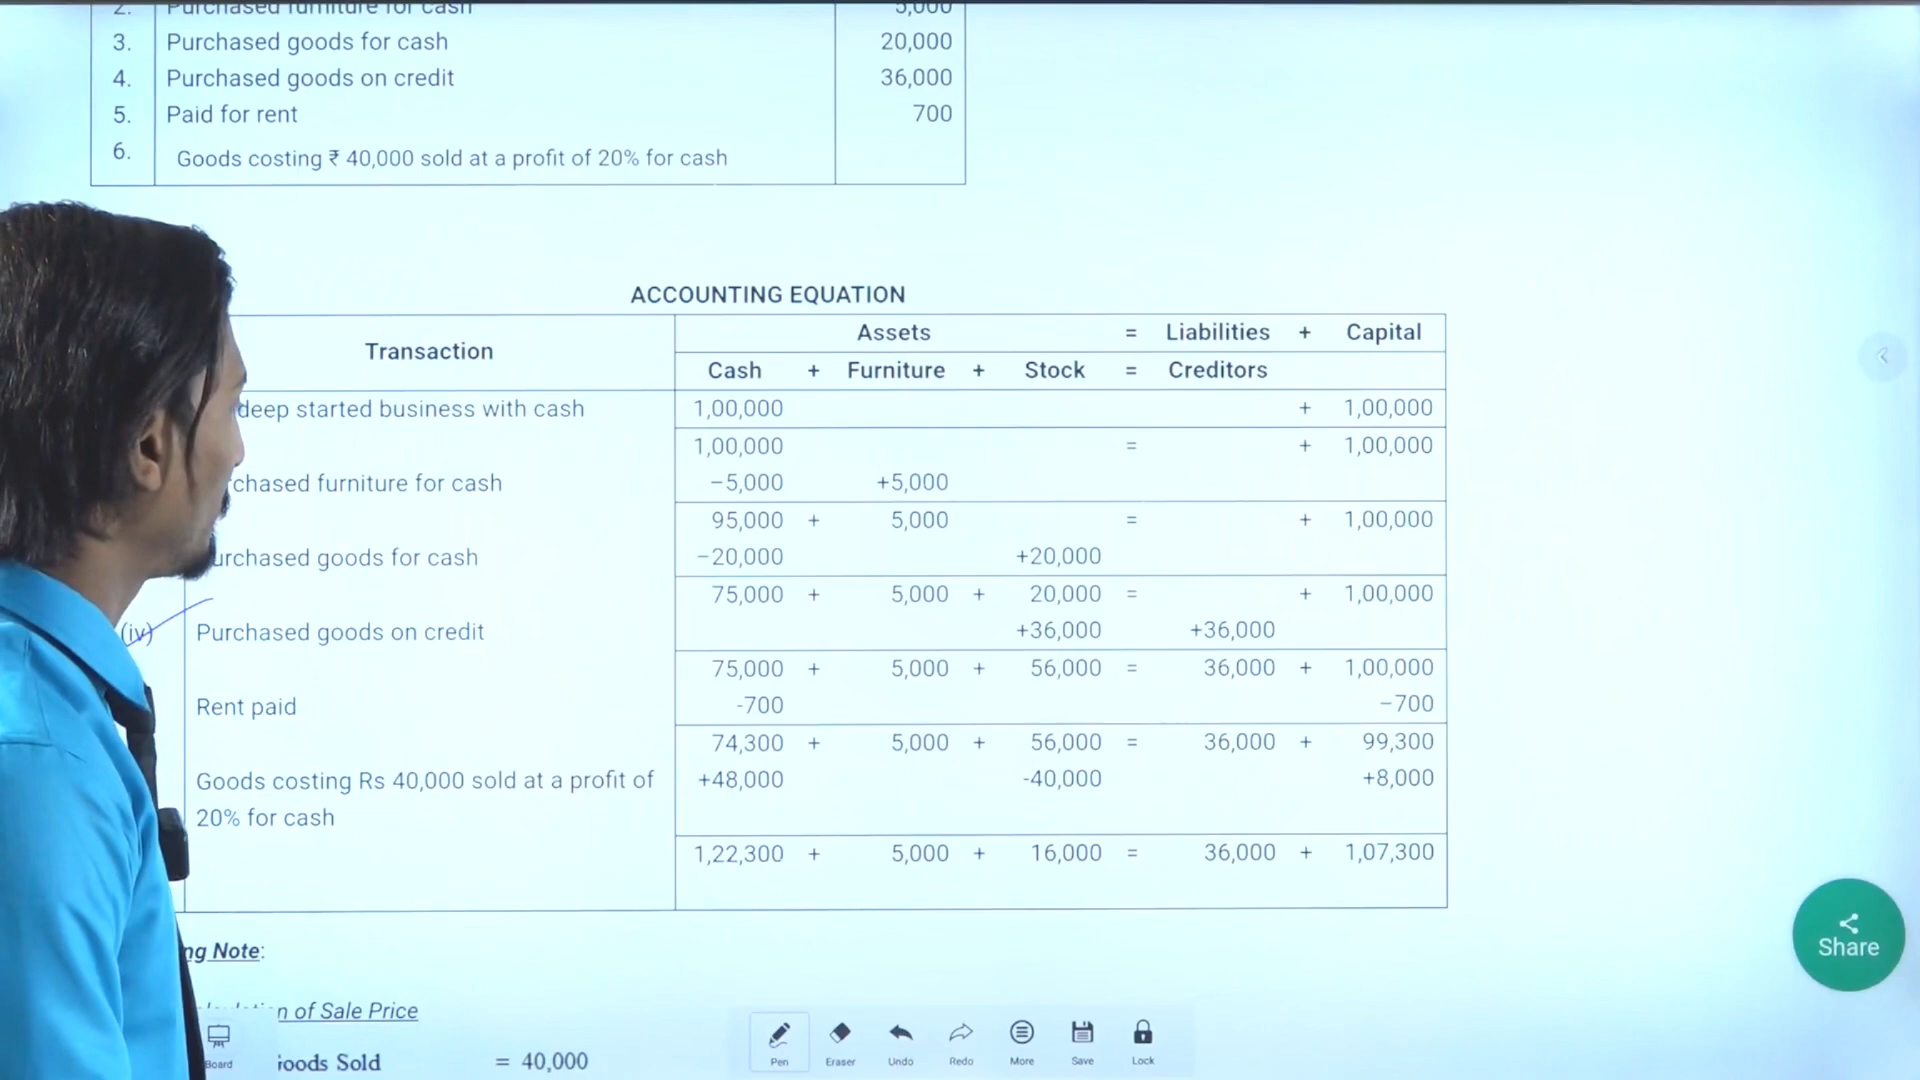 2. Purchased furniture for cash 5,000
3. Purchased goods for cash 20,000
4. Purchased goods on credit 36,000
5. Paid for rent 700
6. Goods costing ₹ 40,000 sold at a profit of 20% for cash
ACCOUNTING EQUATION
Transaction Assets = Liabilities + Capital
Cash + Furniture + Stock = Creditors
deep started business with cash 1,00,000 + 1,00,000
1,00,000 = + 1,00,000
chased furniture for cash −5,000 +5,000
95,000 + 5,000 = + 1,00,000
urchased goods for cash −20,000 +20,000
75,000 + 5,000 + 20,000 = + 1,00,000
(iv) Purchased goods on credit +36,000 +36,000
75,000 + 5,000 + 56,000 = 36,000 + 1,00,000
Rent paid -700 −700
74,300 + 5,000 + 56,000 = 36,000 + 99,300
Goods costing Rs 40,000 sold at a profit of +48,000 -40,000 +8,000
20% for cash
1,22,300 + 5,000 + 16,000 = 36,000 + 1,07,300
ng Note:
n of Sale Price
oods Sold = 40,000
Board Pen Eraser Undo Redo More Save Lock
Share